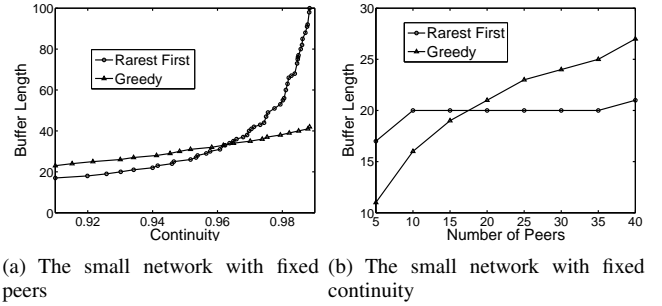 100
80
60
40
20
0
Buffer Length
Rarest First
Greedy
0.92 0.94 0.96 0.98
Continuity
30
25
20
15
10
Buffer Length
Rarest First
Greedy
5 10 15 20 25 30 35 40
Number of Peers
(a) The small network with fixed peers
(b) The small network with fixed continuity